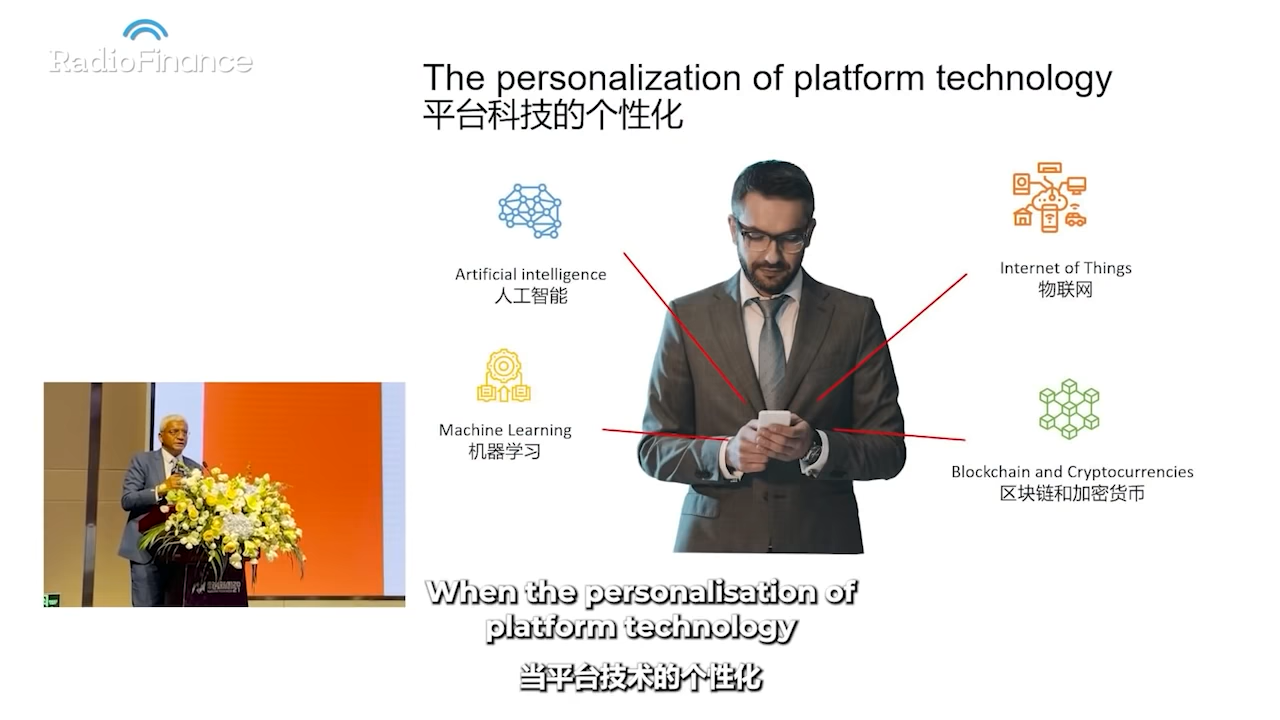 RadioFinance
The personalization of platform technology
平台科技的个性化
Artificial intelligence
人工智能
Internet of Things
物联网
Machine Learning
机器学习
Blockchain and Cryptocurrencies
区块链和加密货币
When the personalisation of
platform technology
当平台技术的个性化